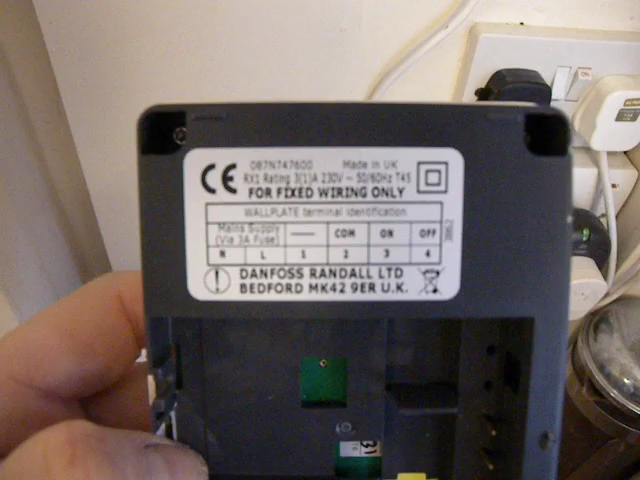 CE 087N747600 Made in UK
RX1 Rating 3(1)A 230V ~ 50/60Hz T45
FOR FIXED WIRING ONLY
WALLPLATE terminal identification
Mains Supply (Via 3A Fuse) — COM ON OFF
N L 1 2 3 4
DANFOSS RANDALL LTD
BEDFORD MK42 9ER U.K.